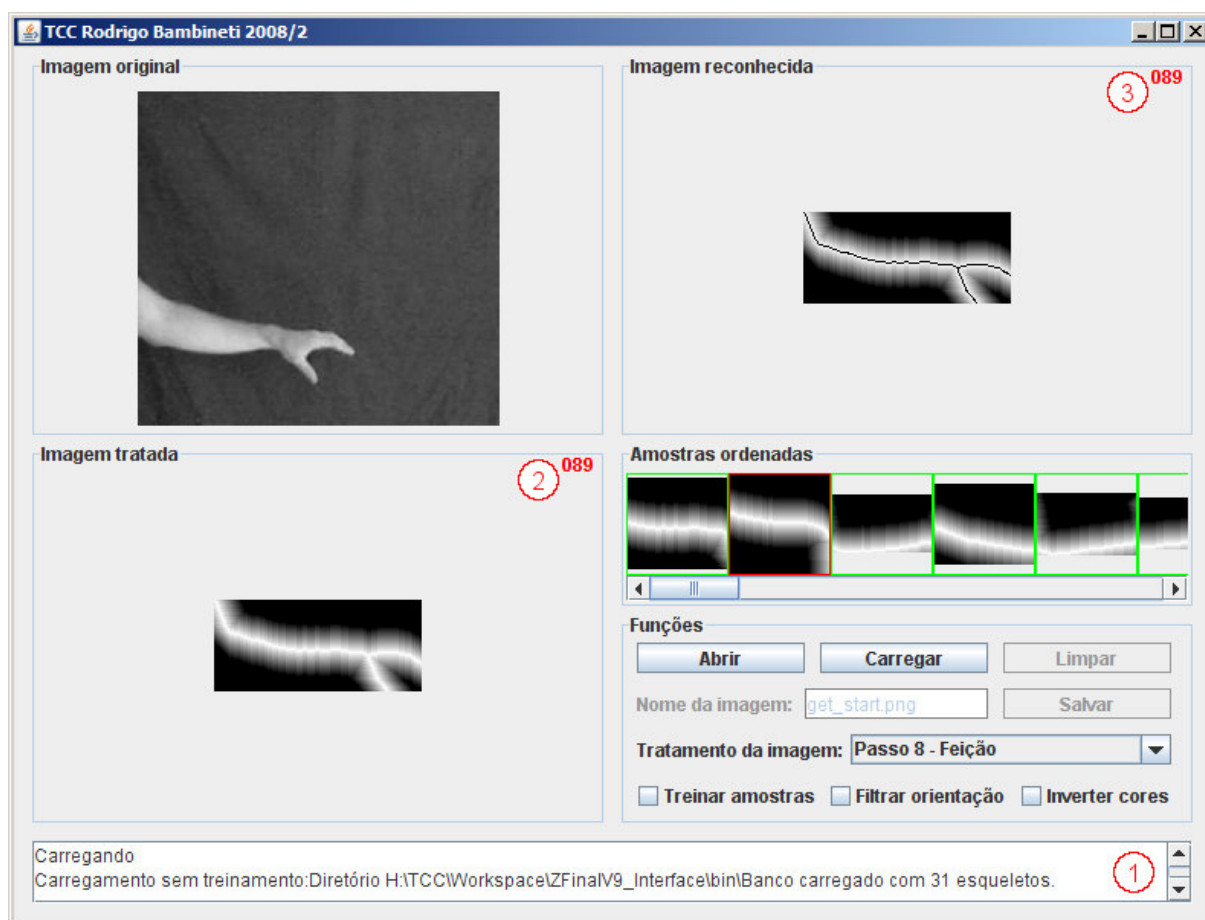 TCC Rodrigo Bambineti 2008/2
Imagem original
Imagem reconhecida
3 089
Imagem tratada
2 089
Amostras ordenadas
Funções
Abrir Carregar Limpar
Nome da imagem: get_start.png Salvar
Tratamento da imagem: Passo 8 - Feição
Treinar amostras Filtrar orientação Inverter cores
Carregando
Carregamento sem treinamento:Diretório H:\TCC\Workspace\ZFinalV9_Interface\bin\Banco carregado com 31 esqueletos.
1